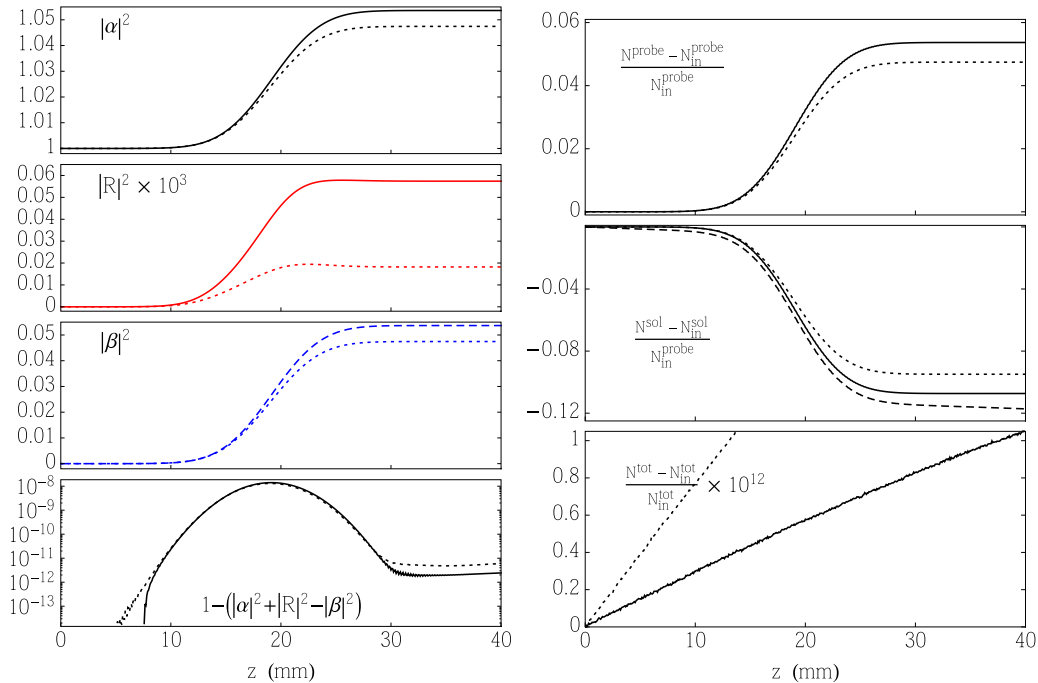 |α|²
1.05
1.04
1.03
1.02
1.01
1
|R|² × 10³
0.06
0.05
0.04
0.03
0.02
0.01
0
|β|²
0.05
0.04
0.03
0.02
0.01
0
10⁻⁸
10⁻⁹
10⁻¹⁰
10⁻¹¹
10⁻¹²
10⁻¹³
1−(|α|²+|R|²−|β|²)
0 10 20 30 40
z (mm)
0.06
0.04
0.02
0
N^probe − N_in^probe
N_in^probe
−0.04
−0.08
−0.12
N^sol − N_in^sol
N_in^probe
1
0.8
0.6
0.4
0.2
0
N^tot − N_in^tot
N_in^tot × 10¹²
0 10 20 30 40
z (mm)